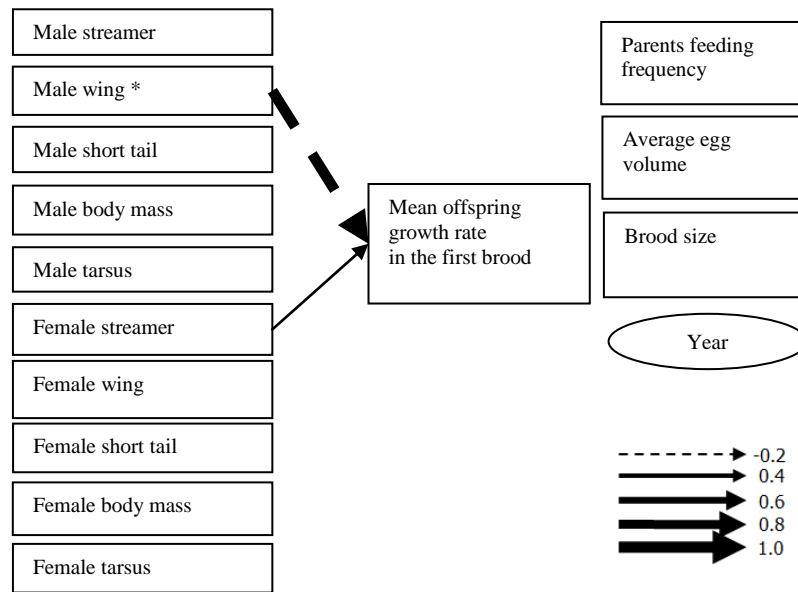 Male streamer
Male wing *
Male short tail
Male body mass
Male tarsus
Female streamer
Female wing
Female short tail
Female body mass
Female tarsus
Mean offspring
growth rate
in the first brood
Parents feeding
frequency
Average egg
volume
Brood size
Year
-0.2
0.4
0.6
0.8
1.0